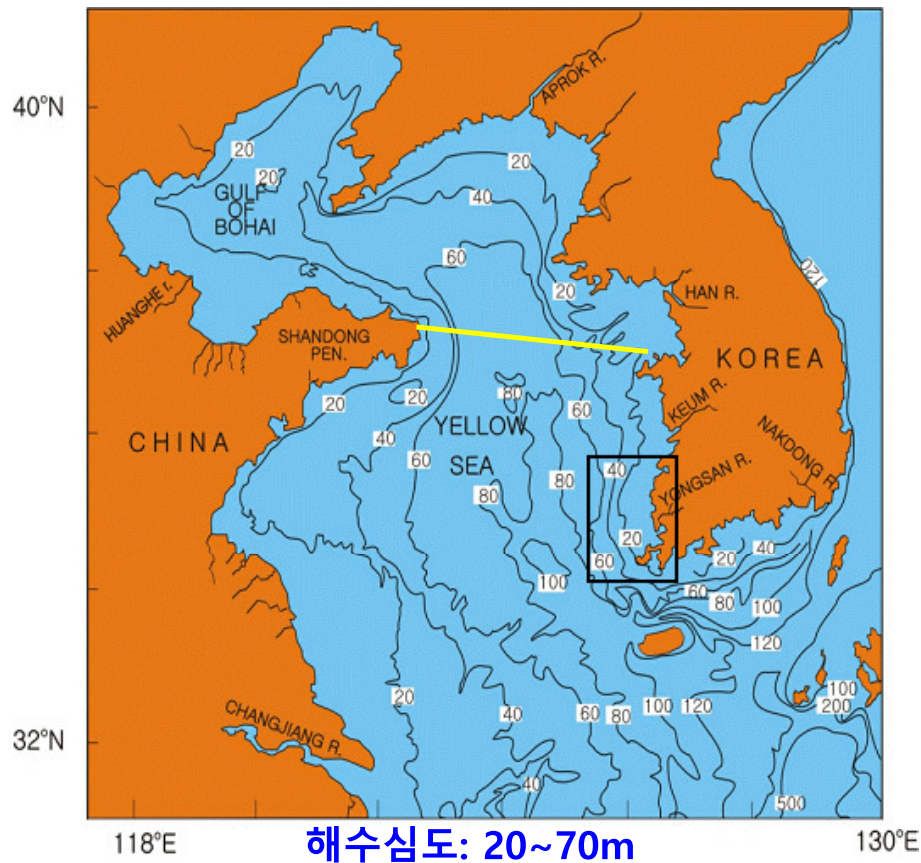 40°N
APROK R.
20
20
20
GULF
OF
BOHAI
40
60
120
20
HUANGHE r.
HAN R.
SHANDONG
PEN.
KOREA
20
20
80
60
KEUM R.
YELLOW
40
CHINA
NAKDONG R.
60
SEA
40
80
80
YONGSAN R.
20
40
20
60
100
60
80
100
120
20
40
60
80
100
120
100
200
CHANGJIANG R.
32°N
40
500
118°E
130°E
해수심도: 20~70m